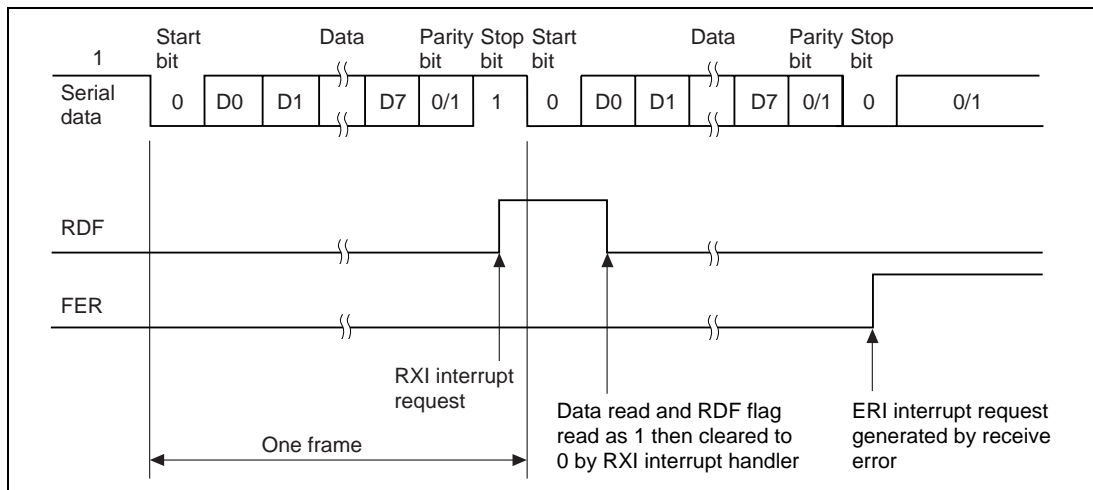 Start bit Data Parity bit Stop bit Start bit Data Parity bit Stop bit
1
Serial data
0 D0 D1 D7 0/1 1 0 D0 D1 D7 0/1 0 0/1
RDF
FER
RXI interrupt
request
Data read and RDF flag
read as 1 then cleared to
0 by RXI interrupt handler
ERI interrupt request
generated by receive
error
One frame